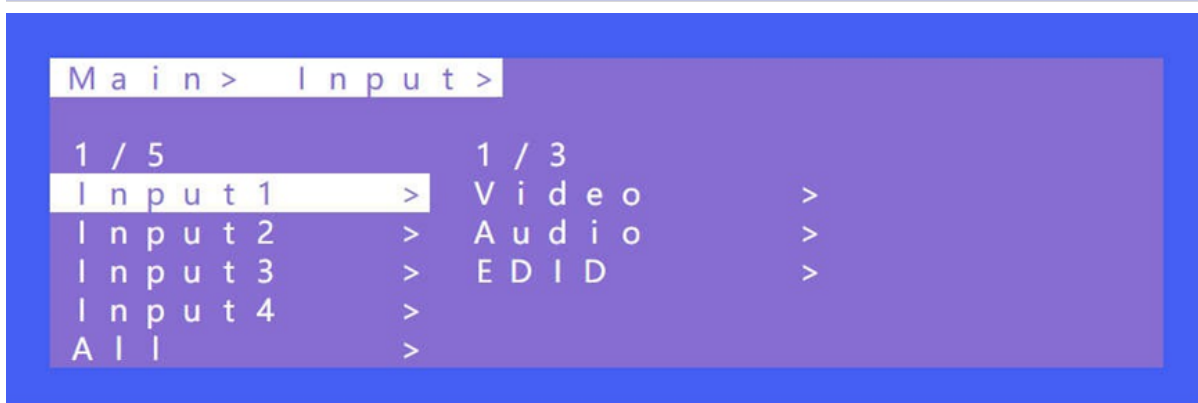 Main> Input>
1/5 1/3
Input1 > Video >
Input2 > Audio >
Input3 > EDID >
Input4 >
All >